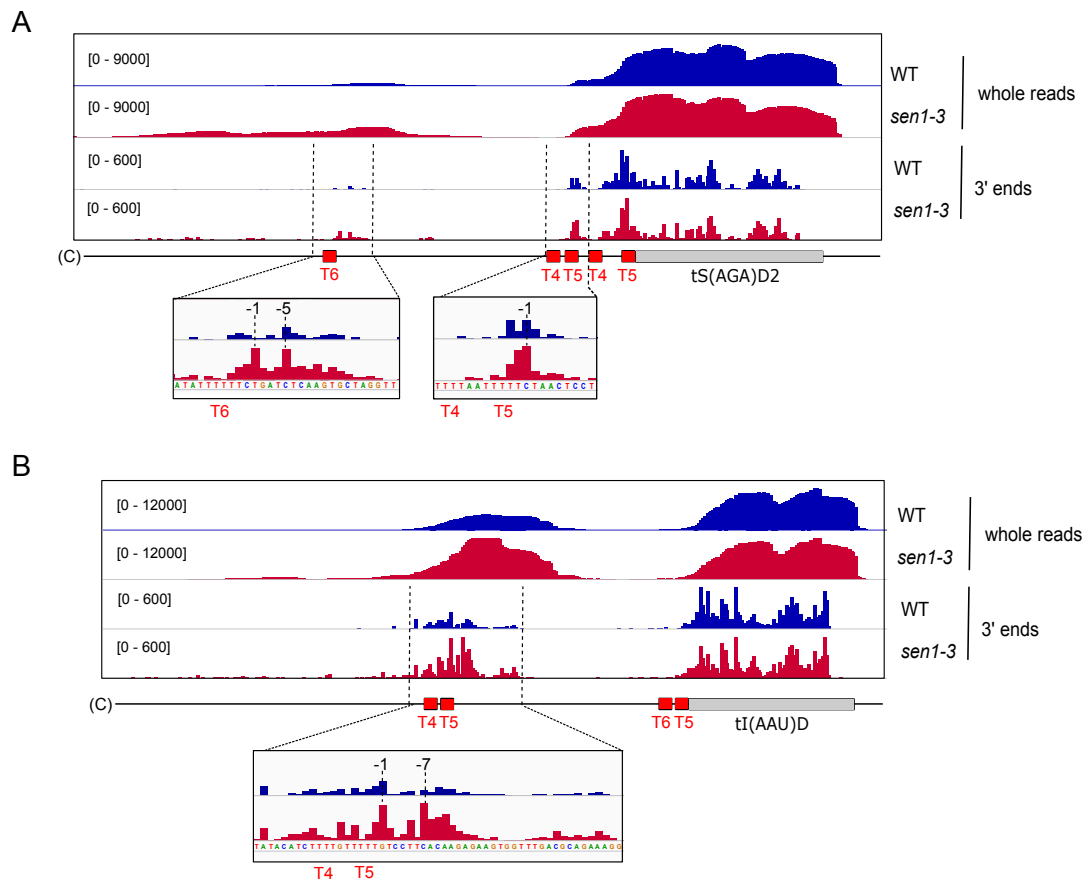 A
[0 - 9000]
WT
[0 - 9000]
sen1-3
whole reads
[0 - 600]
WT
[0 - 600]
sen1-3
3' ends
(C)
T6
T4 T5 T4 T5
tS(AGA)D2
-1 -5
ATATTTTTTCTGATCTCAAGTGCTAGGTT
T6
-1
TTTTAATTTTTCTAACTCCT
T4 T5
B
[0 - 12000]
WT
[0 - 12000]
sen1-3
whole reads
[0 - 600]
WT
[0 - 600]
sen1-3
3' ends
(C)
T4 T5
T6 T5
tI(AAU)D
-1 -7
TATACATCTTTTGTTTTTGTCCTTCACAAGAGAAGTGGTTTGACGCAGAAAGG
T4 T5